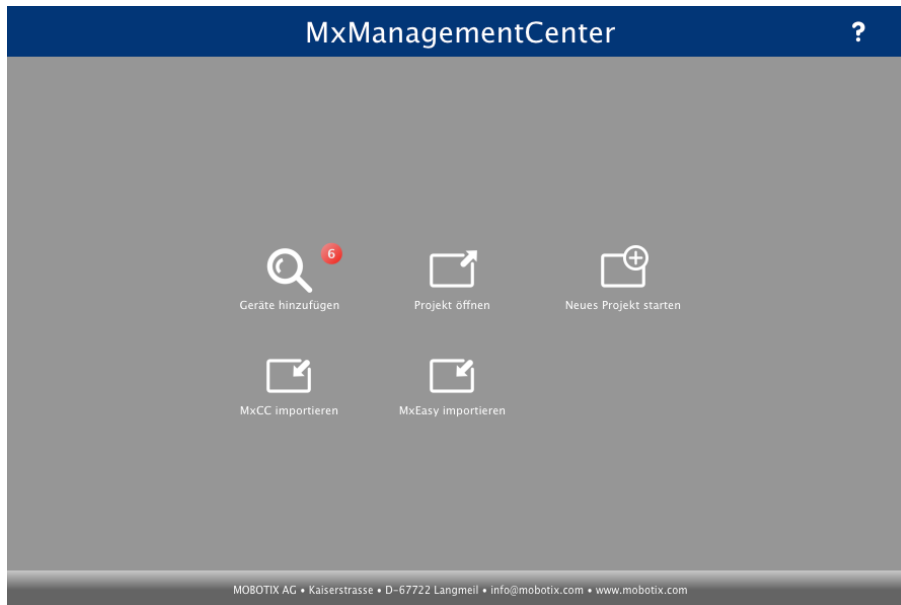 MxManagementCenter ?
6
Geräte hinzufügen Projekt öffnen Neues Projekt starten
MxCC importieren MxEasy importieren
MOBOTIX AG • Kaiserstrasse • D-67722 Langmeil • info@mobotix.com • www.mobotix.com